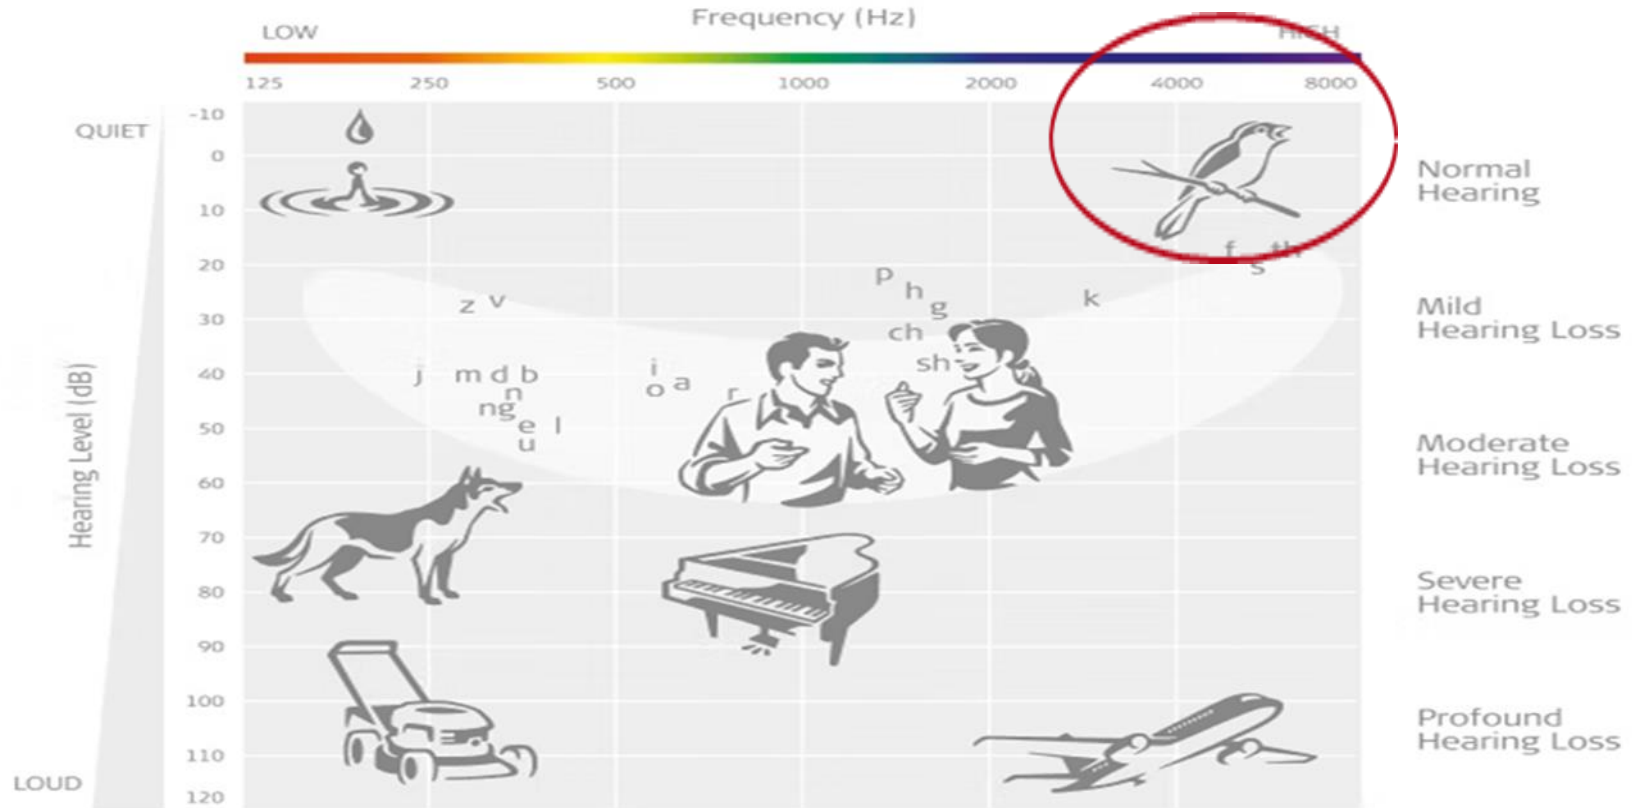 Frequency (Hz)
LOW HIGH
125 250 500 1000 2000 4000 8000
QUIET
-10
0
Normal
Hearing
10
f th
20
s
p
h
k
z v
g
Mild
Hearing Loss
30
ch
sh
i
40
j m d b
a
o
r
n
ng
Hearing Level (dB)
50
e l
u
Moderate
Hearing Loss
60
70
80
Severe
Hearing Loss
90
100
Profound
Hearing Loss
110
LOUD
120